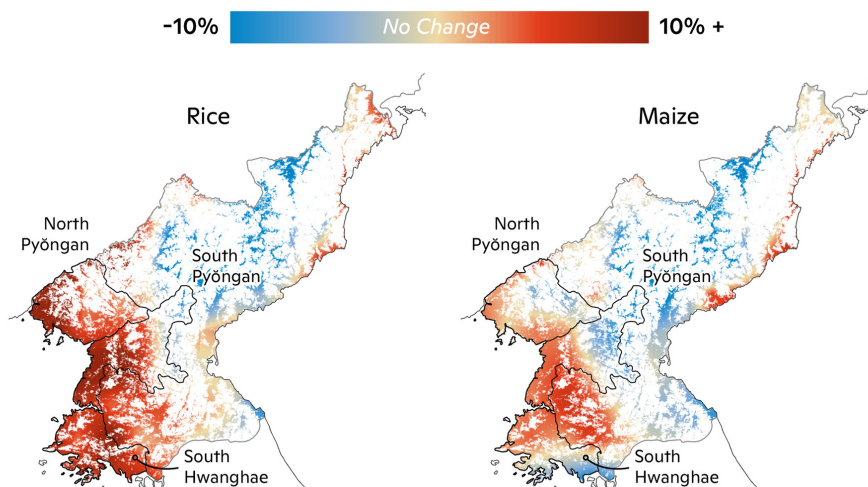 -10% No Change 10% +
Rice
Maize
North
Pyŏngan
South
Pyŏngan
South
Hwanghae
North
Pyŏngan
South
Pyŏngan
South
Hwanghae